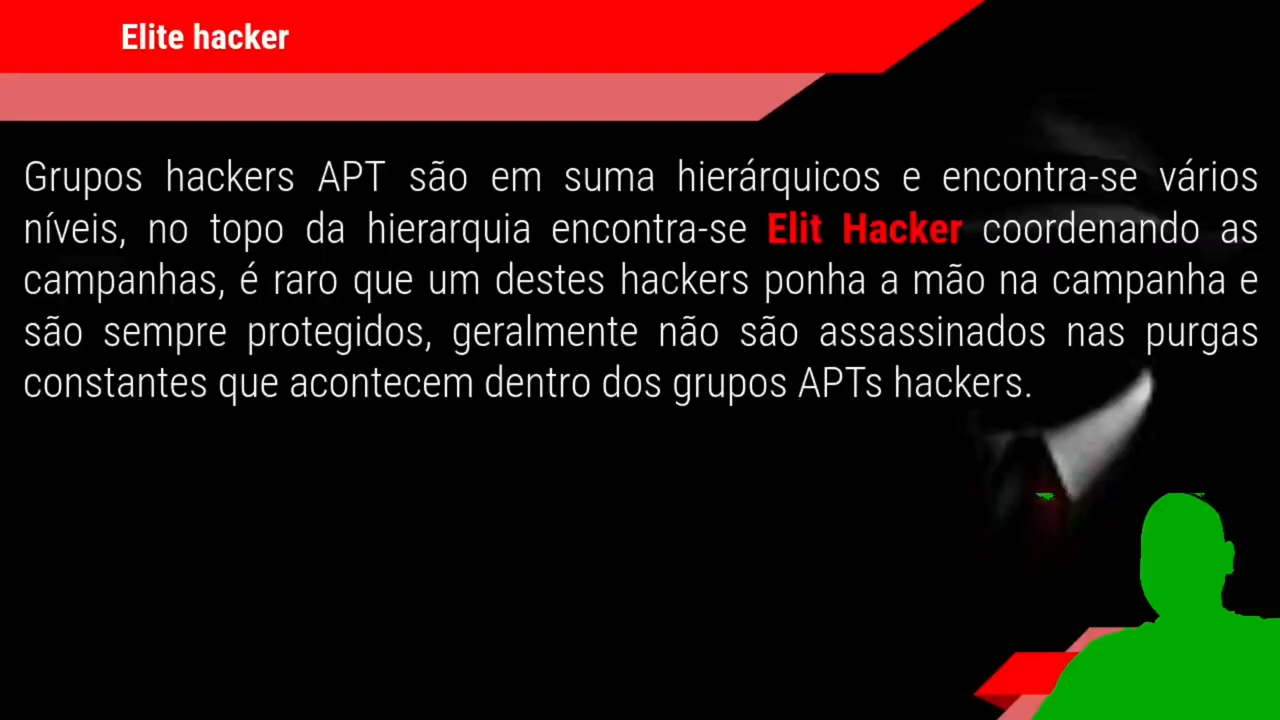 Elite hacker
Grupos hackers APT são em suma hierárquicos e encontra-se vários
níveis, no topo da hierarquia encontra-se Elit Hacker coordenando as
campanhas, é raro que um destes hackers ponha a mão na campanha e
são sempre protegidos, geralmente não são assassinados nas purgas
constantes que acontecem dentro dos grupos APTs hackers.